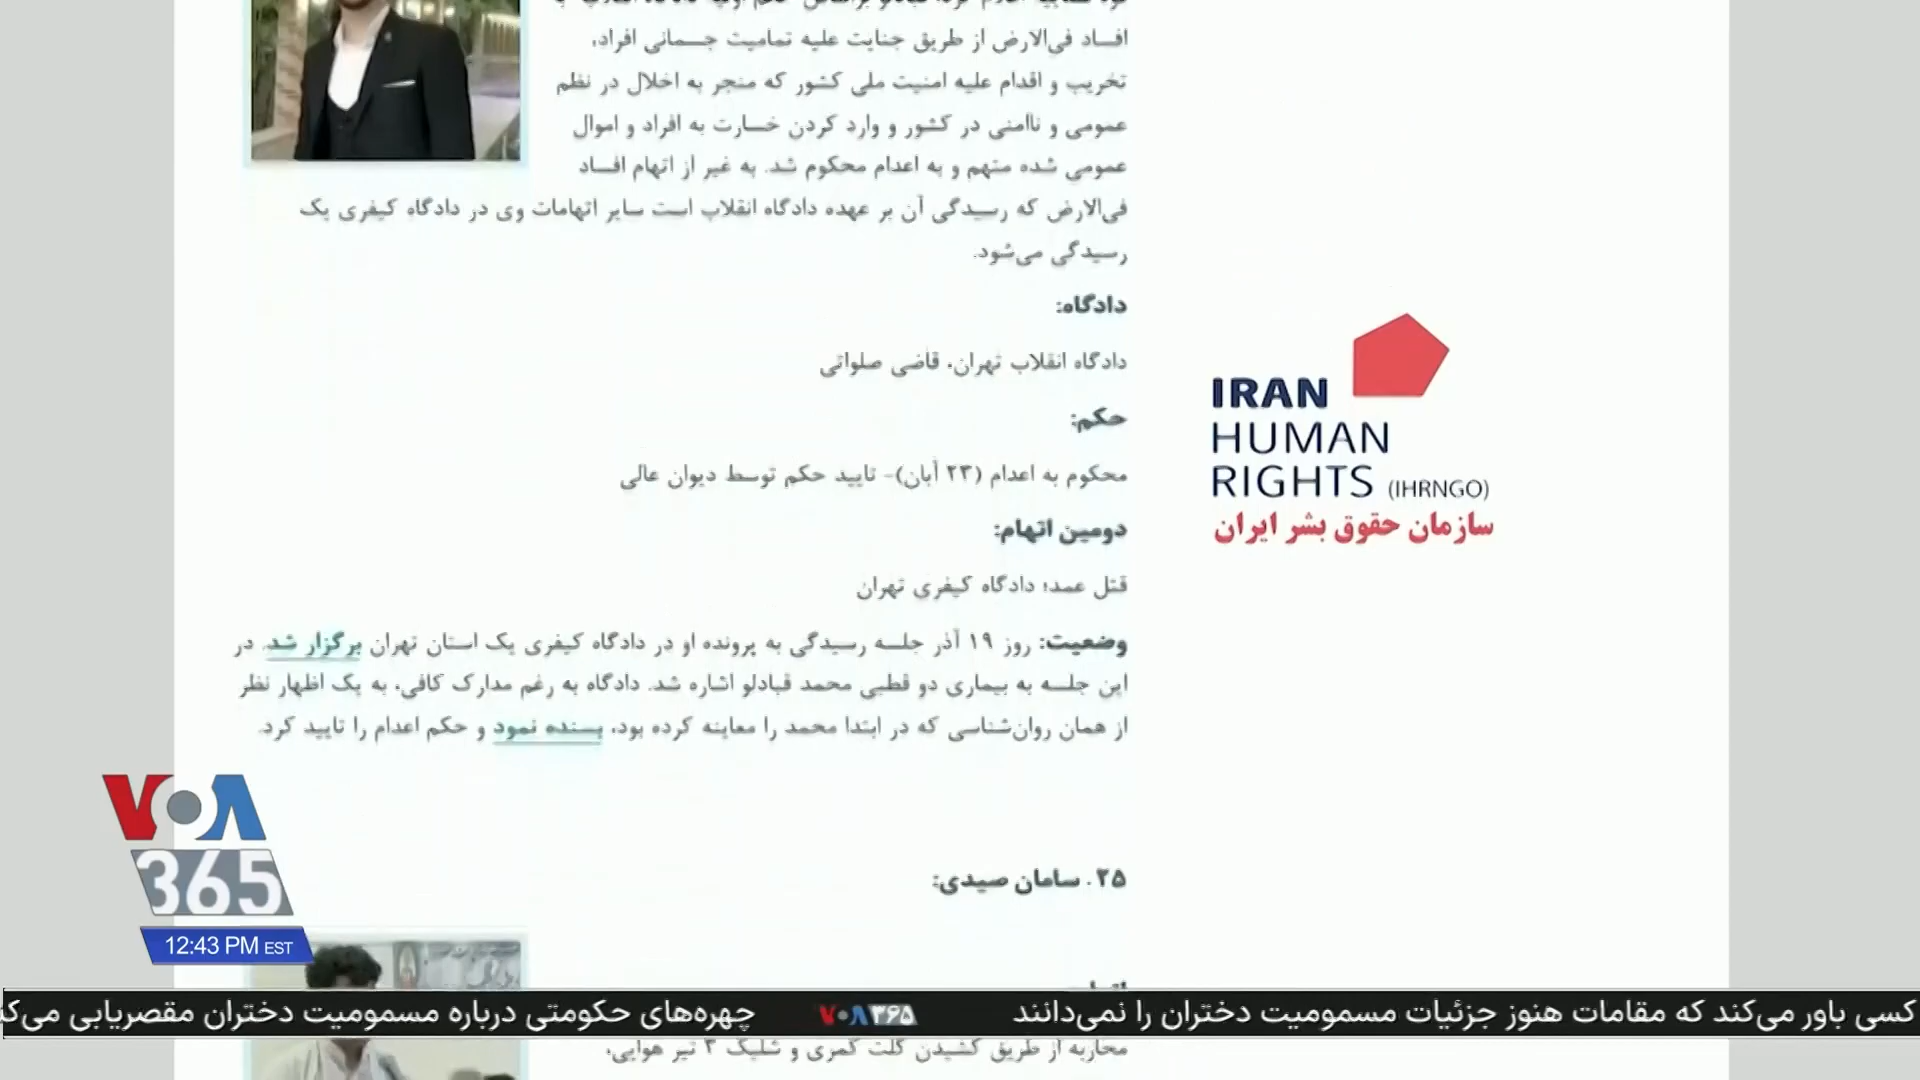 افساد فی‌الارض از طریق جنایت علیه تمامیت جسمانی افراد،
تخریب و اقدام علیه امنیت ملی کشور که منجر به اخلال در نظم
عمومی و ناامنی در کشور و وارد کردن خسارت به افراد و اموال
عمومی شده متهم و به اعدام محکوم شد. به غیر از اتهام افساد
فی‌الارض که رسیدگی آن بر عهده دادگاه انقلاب است سایر اتهامات وی در دادگاه کیفری یک
رسیدگی می‌شود.
دادگاه:
دادگاه انقلاب تهران، قاضی صلواتی
حکم:
محکوم به اعدام (۲۳ آبان)- تایید حکم توسط دیوان عالی
دومین اتهام:
قتل عمد؛ دادگاه کیفری تهران
وضعیت: روز ۱۹ آذر جلسه رسیدگی به پرونده او در دادگاه کیفری یک استان تهران برگزار شد. در
این جلسه به بیماری دو قطبی محمد قبادلو اشاره شد. دادگاه به رغم مدارک کافی، به یک اظهار نظر
از همان روان‌شناسی که در ابتدا محمد را معاینه کرده بود، بسنده نمود و حکم اعدام را تایید کرد.
۲۵. سامان صیدی:
محاربه از طریق کشیدن کلت کمری و شلیک ۳ تیر هوایی،
IRAN
HUMAN
RIGHTS (IHRNGO)
سازمان حقوق بشر ایران
VOA
365
12:43 PM EST
کسی باور می‌کند که مقامات هنوز جزئیات مسمومیت دختران را نمی‌دانند VOA۳۶۵ چهره‌های حکومتی درباره مسمومیت دختران مقصریابی